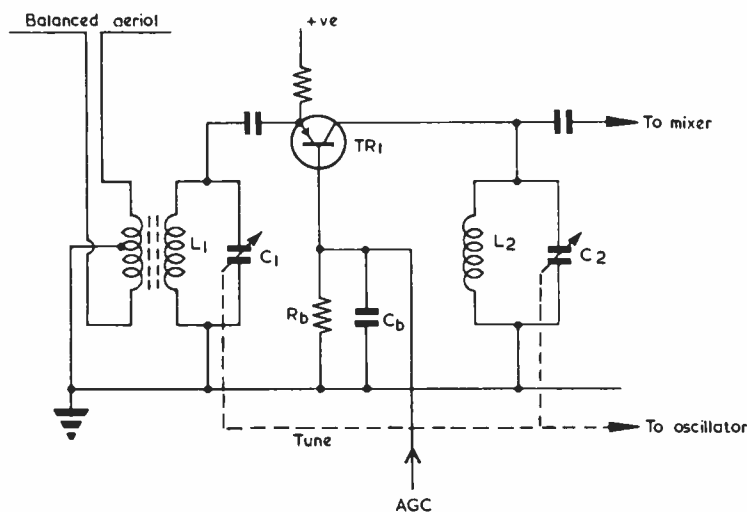 Balanced aeriol
+ve
To mixer
TR1
L1
C1
L2
C2
Rb
Cb
To oscillator
Tune
AGC